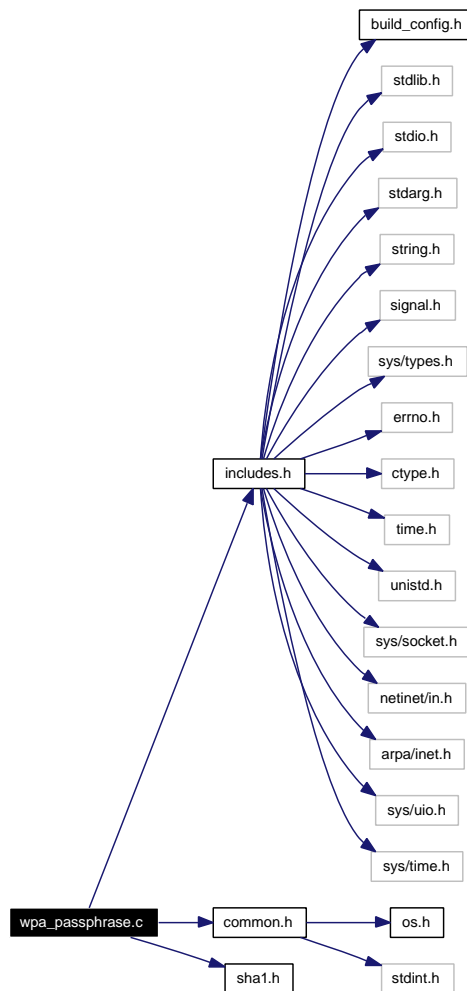 build_config.h
stdlib.h
stdio.h
stdarg.h
string.h
signal.h
sys/types.h
errno.h
includes.h
ctype.h
time.h
unistd.h
sys/socket.h
netinet/in.h
arpa/inet.h
sys/uio.h
sys/time.h
wpa_passphrase.c
common.h
os.h
sha1.h
stdint.h